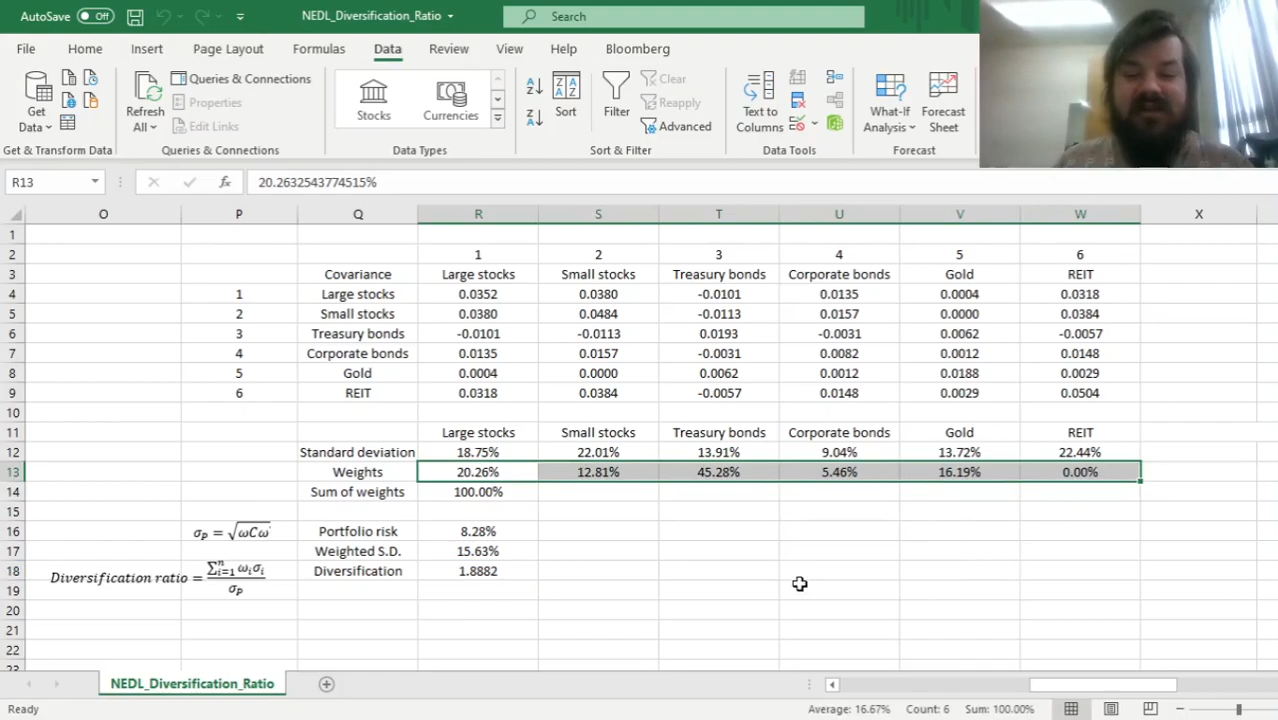 AutoSave Off NEDL_Diversification_Ratio Search
File Home Insert Page Layout Formulas Data Review View Help Bloomberg
Get Data Refresh All Queries & Connections Properties Edit Links Stocks Currencies Sort Filter Clear Reapply Advanced Text to Columns What-If Analysis Forecast Sheet
Get & Transform Data Queries & Connections Data Types Sort & Filter Data Tools Forecast
R13 fx 20.2632543774515%
O P Q R S T U V W X
1
2 1 2 3 4 5 6
3 Covariance Large stocks Small stocks Treasury bonds Corporate bonds Gold REIT
4 1 Large stocks 0.0352 0.0380 -0.0101 0.0135 0.0004 0.0318
5 2 Small stocks 0.0380 0.0484 -0.0113 0.0157 0.0000 0.0384
6 3 Treasury bonds -0.0101 -0.0113 0.0193 -0.0031 0.0062 -0.0057
7 4 Corporate bonds 0.0135 0.0157 -0.0031 0.0082 0.0012 0.0148
8 5 Gold 0.0004 0.0000 0.0062 0.0012 0.0188 0.0029
9 6 REIT 0.0318 0.0384 -0.0057 0.0148 0.0029 0.0504
10
11 Large stocks Small stocks Treasury bonds Corporate bonds Gold REIT
12 Standard deviation 18.75% 22.01% 13.91% 9.04% 13.72% 22.44%
13 Weights 20.26% 12.81% 45.28% 5.46% 16.19% 0.00%
14 Sum of weights 100.00%
15
16 σP = √ωCω' Portfolio risk 8.28%
17 Weighted S.D. 15.63%
18 Diversification ratio = ∑ni=1 ωiσi / σP Diversification 1.8882
19
20
21
22
23
NEDL_Diversification_Ratio
Ready Average: 16.67% Count: 6 Sum: 100.00%